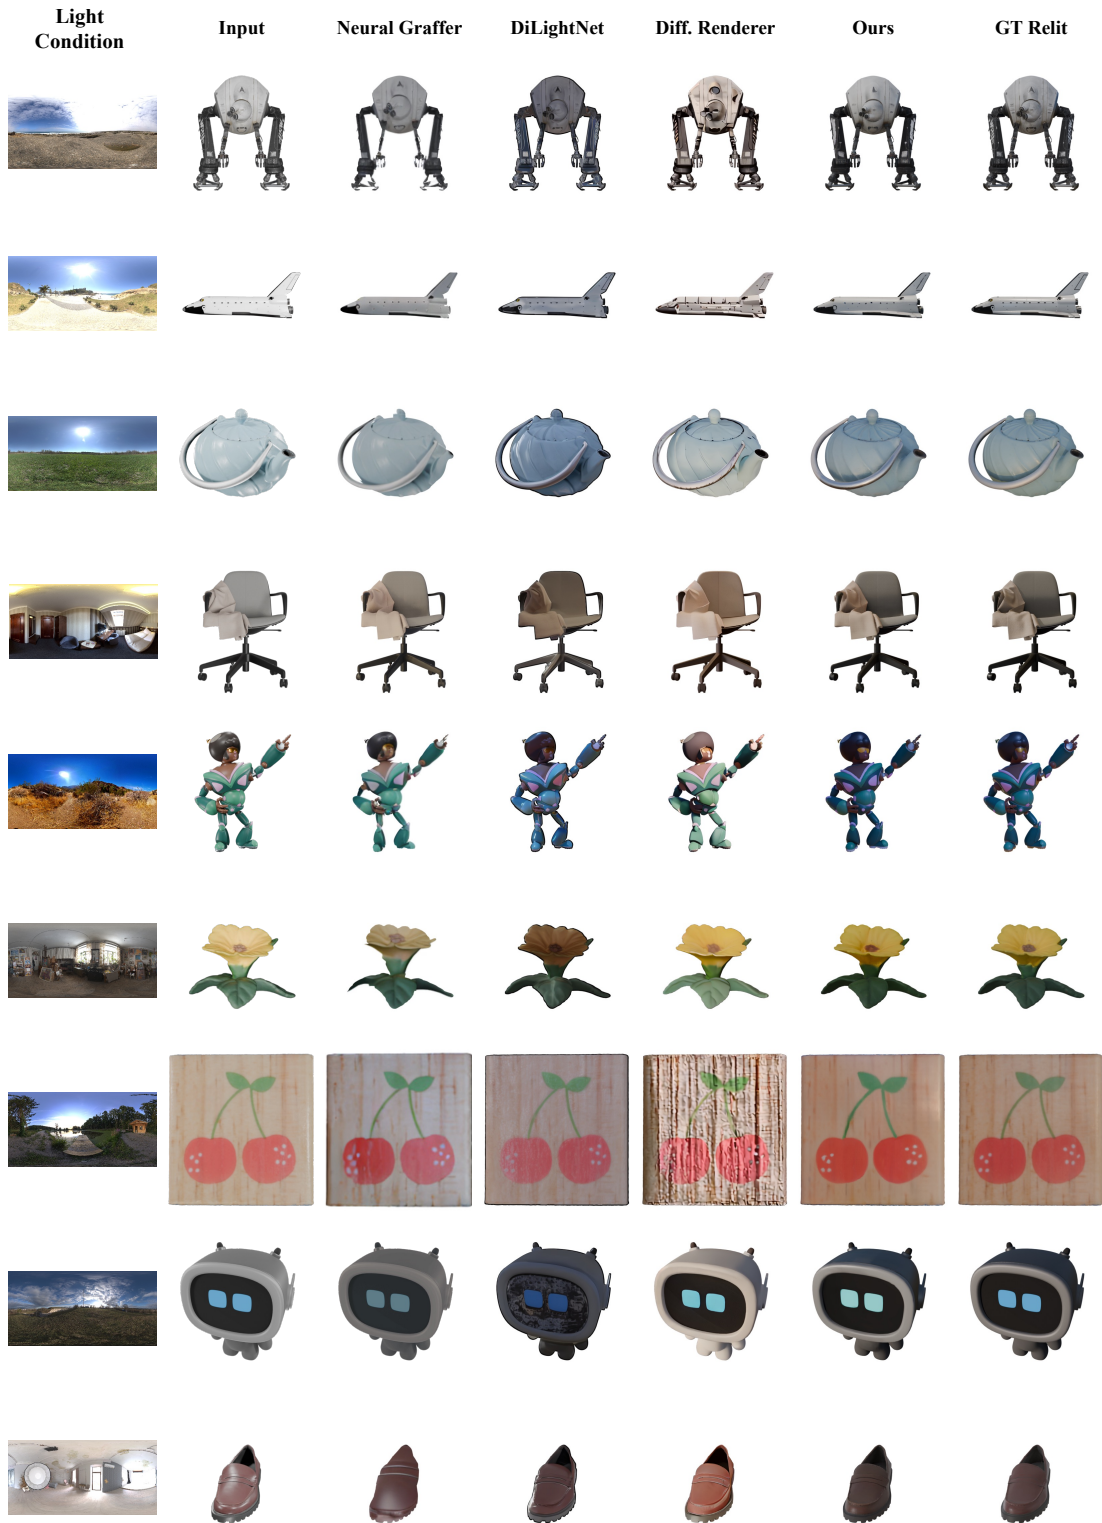 Light
Condition
Input
Neural Graffer
DiLightNet
Diff. Renderer
Ours
GT Relit